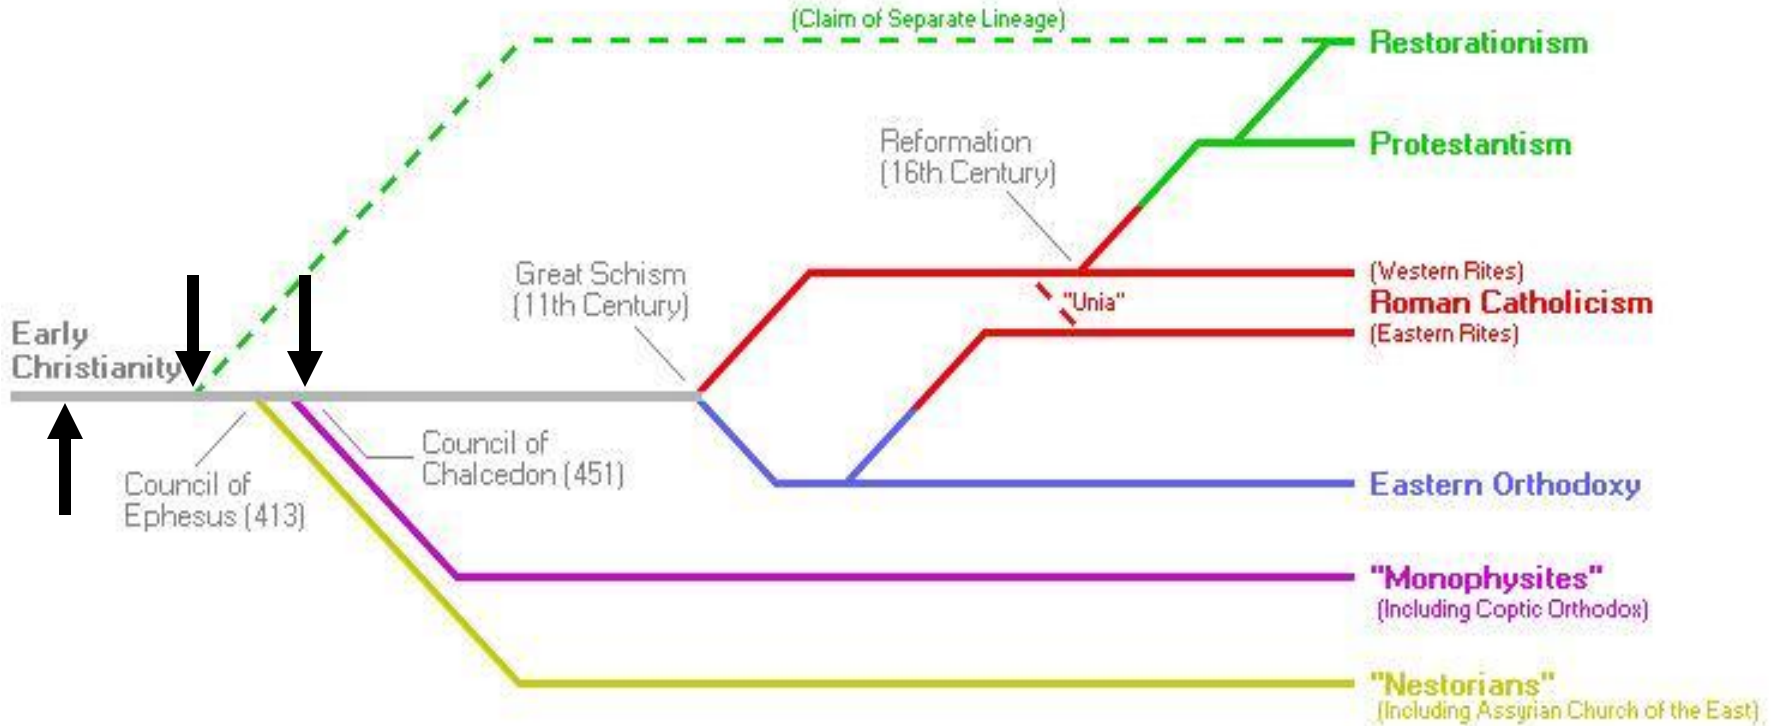 (Claim of Separate Lineage)
Restorationism
Reformation
(16th Century)
Protestantism
Great Schism
(11th Century)
(Western Rites)
"Unia"
Roman Catholicism
(Eastern Rites)
Early
Christianity
Council of
Chalcedon (451)
Council of
Ephesus (413)
Eastern Orthodoxy
"Monophysites"
(Including Coptic Orthodox)
"Nestorians"
(Including Assyrian Church of the East)